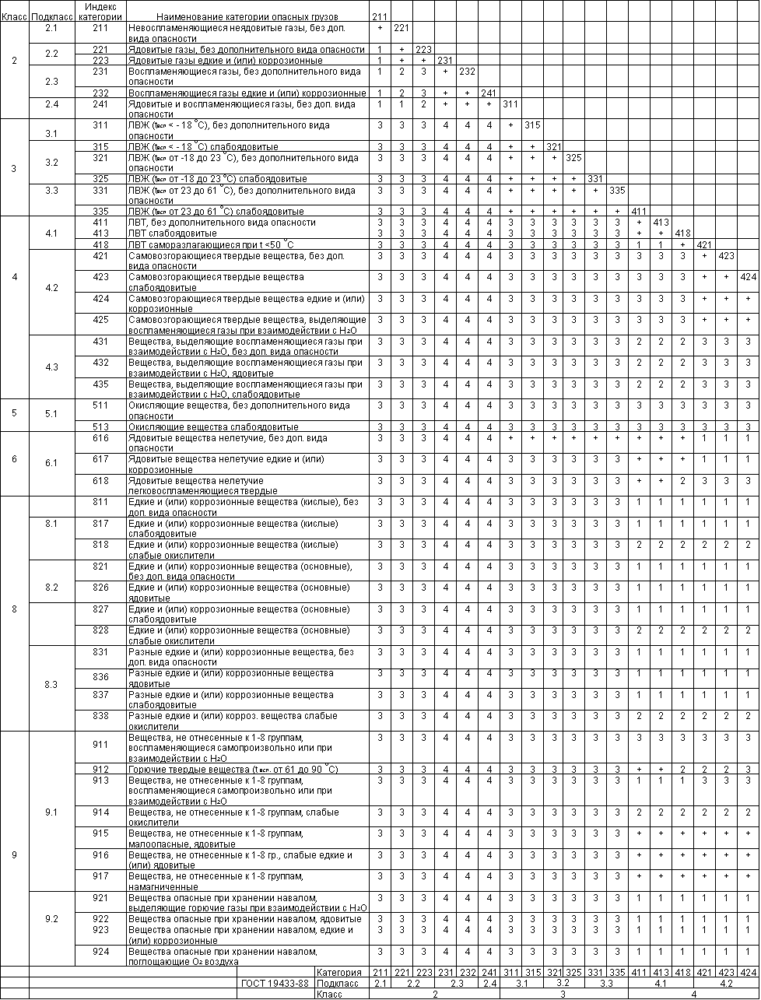 Класс Подкласс Индекс категории Наименование категории опасных грузов 211
2 2.1 211 Невоспламеняющиеся неядовитые газы, без доп. + 221
вида опасности
2.2 221 Ядовитые газы, без дополнительного вида опасности 1 + 223
223 Ядовитые газы едкие и (или) коррозионные 1 + + 231
2.3 231 Воспламеняющиеся газы, без дополнительного вида 1 2 3 + 232
опасности
232 Воспламеняющиеся газы едкие и (или) коррозионные 1 2 3 + + 241
2.4 241 Ядовитые и воспламеняющиеся газы, без доп. вида 1 1 2 + + + 311
опасности
3 3.1 311 ЛВЖ (tвсп < - 18 °C), без дополнительного вида 3 3 3 4 4 4 + 315
опасности
315 ЛВЖ (tвсп < - 18 °C) слабоядовитые 3 3 3 4 4 4 + + 321
3.2 321 ЛВЖ (tвсп от -18 до 23 °C), без дополнительного вида 3 3 3 4 4 4 + + + 325
опасности
325 ЛВЖ (tвсп от -18 до 23 °C) слабоядовитые 3 3 3 4 4 4 + + + + 331
3.3 331 ЛВЖ (tвсп от 23 до 61 °C), без дополнительного вида 3 3 3 4 4 4 + + + + + 335
опасности
335 ЛВЖ (tвсп от 23 до 61 °C) слабоядовитые 3 3 3 4 4 4 + + + + + + 411
4 4.1 411 ЛВТ, без дополнительного вида опасности 3 3 3 4 4 4 3 3 3 3 3 3 + 413
413 ЛВТ слабоядовитые 3 3 3 4 4 4 3 3 3 3 3 3 + + 418
418 ЛВТ саморазлагающиеся при t <50 °C 3 3 3 4 4 4 3 3 3 3 3 3 1 1 + 421
4.2 421 Самовозгорающиеся твердые вещества, без доп. 3 3 3 4 4 4 3 3 3 3 3 3 3 3 3 + 423
вида опасности
423 Самовозгорающиеся твердые вещества 3 3 3 4 4 4 3 3 3 3 3 3 3 3 3 + + 424
слабоядовитые
424 Самовозгорающиеся твердые вещества едкие и (или) 3 3 3 4 4 4 3 3 3 3 3 3 3 3 3 + + +
коррозионные
425 Самовозгорающиеся твердые вещества, выделяющие 3 3 3 4 4 4 3 3 3 3 3 3 3 3 3 + + +
воспламеняющиеся газы при взаимодействии с H2O
4.3 431 Вещества, выделяющие воспламеняющиеся газы при 3 3 3 4 4 4 3 3 3 3 3 3 2 2 2 3 3 3
взаимодействии с H2O, без доп. вида опасности
432 Вещества, выделяющие воспламеняющиеся газы при 3 3 3 4 4 4 3 3 3 3 3 3 2 2 2 3 3 3
взаимодействии с H2O, ядовитые
435 Вещества, выделяющие воспламеняющиеся газы при 3 3 3 4 4 4 3 3 3 3 3 3 2 2 2 3 3 3
взаимодействии с H2O, слабоядовитые
5 5.1 511 Окисляющие вещества, без дополнительного вида 3 3 3 4 4 4 3 3 3 3 3 3 3 3 3 3 3 3
опасности
513 Окисляющие вещества слабоядовитые 3 3 3 4 4 4 3 3 3 3 3 3 3 3 3 3 3 3
6 6.1 616 Ядовитые вещества нелетучие, без доп. вида 3 3 3 4 4 4 + + + + + + + + + 1 1 1
опасности
617 Ядовитые вещества нелетучие едкие и (или) 3 3 3 4 4 4 3 3 3 3 3 3 + + + 1 1 1
коррозионные
618 Ядовитые вещества нелетучие 3 3 3 4 4 4 3 3 3 3 3 3 + + 2 3 3 3
легковоспламеняющиеся твердые
8 8.1 811 Едкие и (или) коррозионные вещества (кислые), без 3 3 3 4 4 4 3 3 3 3 3 3 1 1 1 1 1 1
доп. вида опасности
817 Едкие и (или) коррозионные вещества (кислые) 3 3 3 4 4 4 3 3 3 3 3 3 1 1 1 1 1 1
слабоядовитые
818 Едкие и (или) коррозионные вещества (кислые) 3 3 3 4 4 4 3 3 3 3 3 3 2 2 2 2 2 2
слабые окислители
8.2 821 Едкие и (или) коррозионные вещества (основные), 3 3 3 4 4 4 3 3 3 3 3 3 1 1 1 1 1 1
без доп. вида опасности
826 Едкие и (или) коррозионные вещества (основные) 3 3 3 4 4 4 3 3 3 3 3 3 1 1 1 1 1 1
ядовитые
827 Едкие и (или) коррозионные вещества (основные) 3 3 3 4 4 4 3 3 3 3 3 3 1 1 1 1 1 1
слабоядовитые
828 Едкие и (или) коррозионные вещества (основные) 3 3 3 4 4 4 3 3 3 3 3 3 2 2 2 2 2 2
слабые окислители
8.3 831 Разные едкие и (или) коррозионные вещества, без 3 3 3 4 4 4 3 3 3 3 3 3 1 1 1 1 1 1
доп. вида опасности
836 Разные едкие и (или) коррозионные вещества 3 3 3 4 4 4 3 3 3 3 3 3 1 1 1 1 1 1
ядовитые
837 Разные едкие и (или) коррозионные вещества 3 3 3 4 4 4 3 3 3 3 3 3 1 1 1 1 1 1
слабоядовитые
838 Разные едкие и (или) корроз. вещества слабые 3 3 3 4 4 4 3 3 3 3 3 3 2 2 2 2 2 2
окислители
9 9.1 911 Вещества, не отнесенные к 1-8 группам, 3 3 3 4 4 4 3 3 3 3 3 3 3 3 3 3 3 3
воспламеняющиеся самопроизвольно или при
взаимодействии с H2O
912 Горючие твердые вещества (t всп. от 61 до 90 °C) 3 3 3 4 4 4 3 3 3 3 3 3 + + 2 2 2 3
913 Вещества, не отнесенные к 1-8 группам, 3 3 3 4 4 4 3 3 3 3 3 3 1 1 1 3 3 3
воспламеняющиеся самопроизвольно или при
взаимодействии с H2O
914 Вещества, не отнесенные к 1-8 группам, слабые 3 3 3 4 4 4 3 3 3 3 3 3 2 2 2 2 2 2
окислители
915 Вещества, не отнесенные к 1-8 группам, 3 3 3 4 4 4 3 3 3 3 3 3 + + + + + +
малоопасные, ядовитые
916 Вещества, не отнесенные к 1-8 гр., слабые едкие и 3 3 3 4 4 4 3 3 3 3 3 3 + + + + + +
(или) ядовитые
917 Вещества, не отнесенные к 1-8 группам, 3 3 3 4 4 4 3 3 3 3 3 3 + + + + + +
намагниченные
9.2 921 Вещества опасные при хранении навалом, 3 3 3 4 4 4 3 3 3 3 3 3 1 1 1 1 1 1
выделяющие горючие газы при взаимодействии с H2O
922 Вещества опасные при хранении навалом, ядовитые 3 3 3 4 4 4 3 3 3 3 3 3 1 1 1 1 1 1
923 Вещества опасные при хранении навалом, едкие и 3 3 3 4 4 4 3 3 3 3 3 3 1 1 1 1 1 1
(или) коррозионные
924 Вещества опасные при хранении навалом, 3 3 3 4 4 4 3 3 3 3 3 3 1 1 1 1 1 1
поглощающие O2 воздуха
Категория 211 221 223 231 232 241 311 315 321 325 331 335 411 413 418 421 423 424
ГОСТ 19433-88 Подкласс 2.1 2.2 2.3 2.4 3.1 3.2 3.3 4.1 4.2
Класс 2 3 4